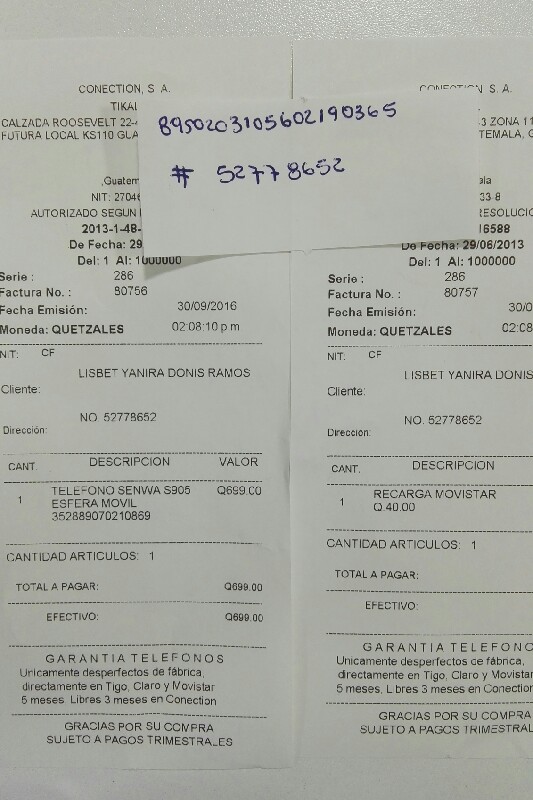 8950203105602190365
# 52778652
CONECTION, S. A.
TIKAL
CALZADA ROOSEVELT 22-
FUTURA LOCAL KS110 GLA
,Guatem
NIT: 2704
AUTORIZADO SEGUN
2013-1-48-
De Fecha: 29
Del: 1 Al: 1000000
Serie : 286
Factura No. : 80756
Fecha Emisión: 30/09/2016
Moneda: QUETZALES 02:08:10 p m
NIT: CF
LISBET YANIRA DONIS RAMOS
Cliente:
NO. 52778652
Dirección:
CANT. DESCRIPCION VALOR
1 TELEFONO SENWA S905 Q699.00
ESFERA MOVIL
352889070210869
CANTIDAD ARTICULOS: 1
TOTAL A PAGAR: Q699.00
EFECTIVO: Q699.00
GARANTIA TELEFONOS
Unicamente desperfectos de fábrica,
directamente en Tigo, Claro y Movistar
5 meses. Libres 3 meses en Conection
GRACIAS POR SU COMPRA
SUJETO A PAGOS TRIMESTRALES
CONECTION, S. A.
-3 ZONA 11
TEMALA, G
ala
33-8
RESOLUCIO
16588
De Fecha: 29/06/2013
Del: 1 Al: 1000000
Serie : 286
Factura No. : 80757
Fecha Emisión: 30/0
Moneda: QUETZALES 02:08
NIT: CF
LISBET YANIRA DONIS
Cliente:
NO. 52778652
Dirección:
CANT. DESCRIPCION
1 RECARGA MOVISTAR
Q.40.00
CANTIDAD ARTICULOS: 1
TOTAL A PAGAR:
EFECTIVO:
GARANTIA TELEFONO
Unicamente desperfectos de fábrica,
directamente en Tigo, Claro y Movista
5 meses. Libres 3 meses en Conection
GRACIAS POR SU COMPRA
SUJETO A PAGOS TRIMESTRAL